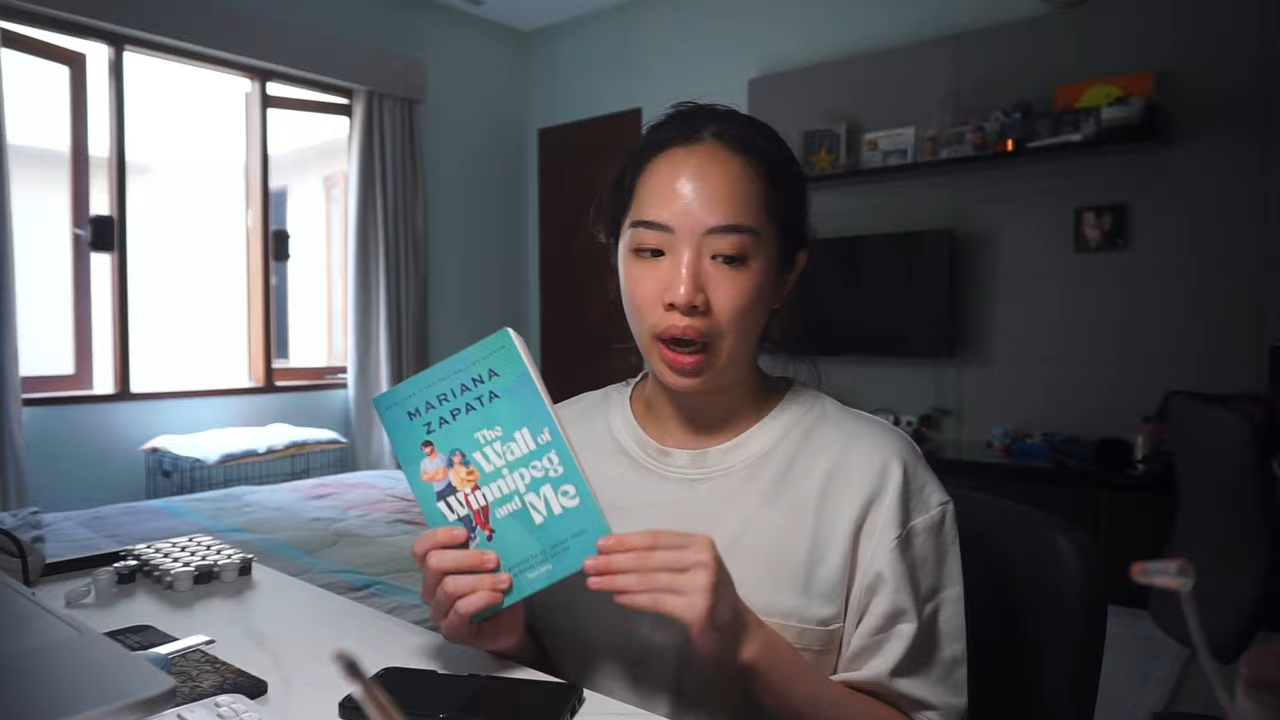 MARIANA
ZAPATA
The
Wall of
Winnipeg
and Me